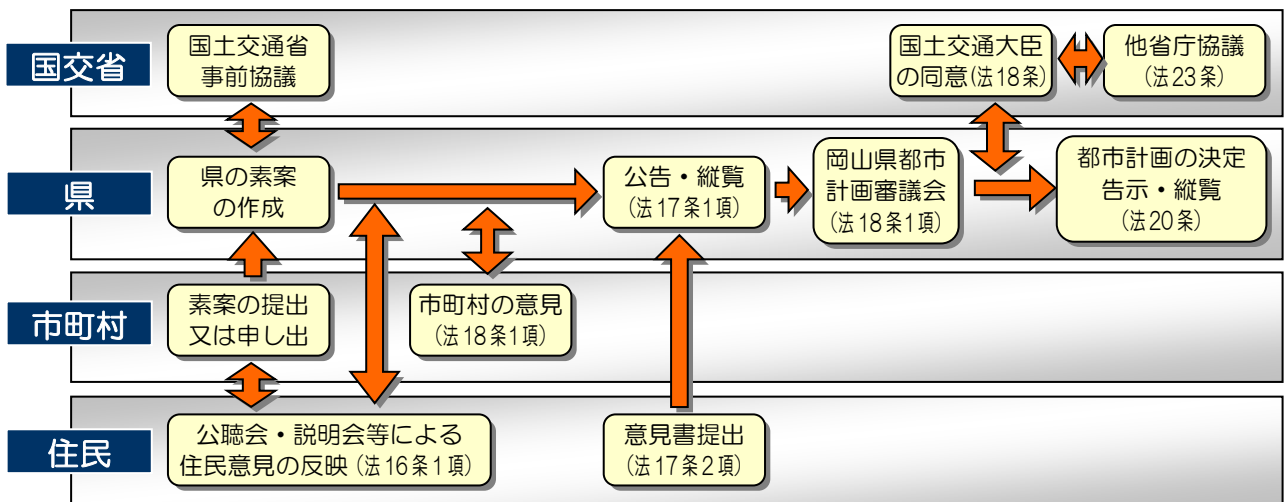 国交省
国土交通省
事前協議
国土交通大臣
の同意(法18条)
他省庁協議
(法23条)
県
県の素案
の作成
公告・縦覧
(法17条1項)
岡山県都市
計画審議会
(法18条1項)
都市計画の決定
告示・縦覧
(法20条)
市町村
素案の提出
又は申し出
市町村の意見
(法18条1項)
住民
公聴会・説明会等による
住民意見の反映(法16条1項)
意見書提出
(法17条2項)